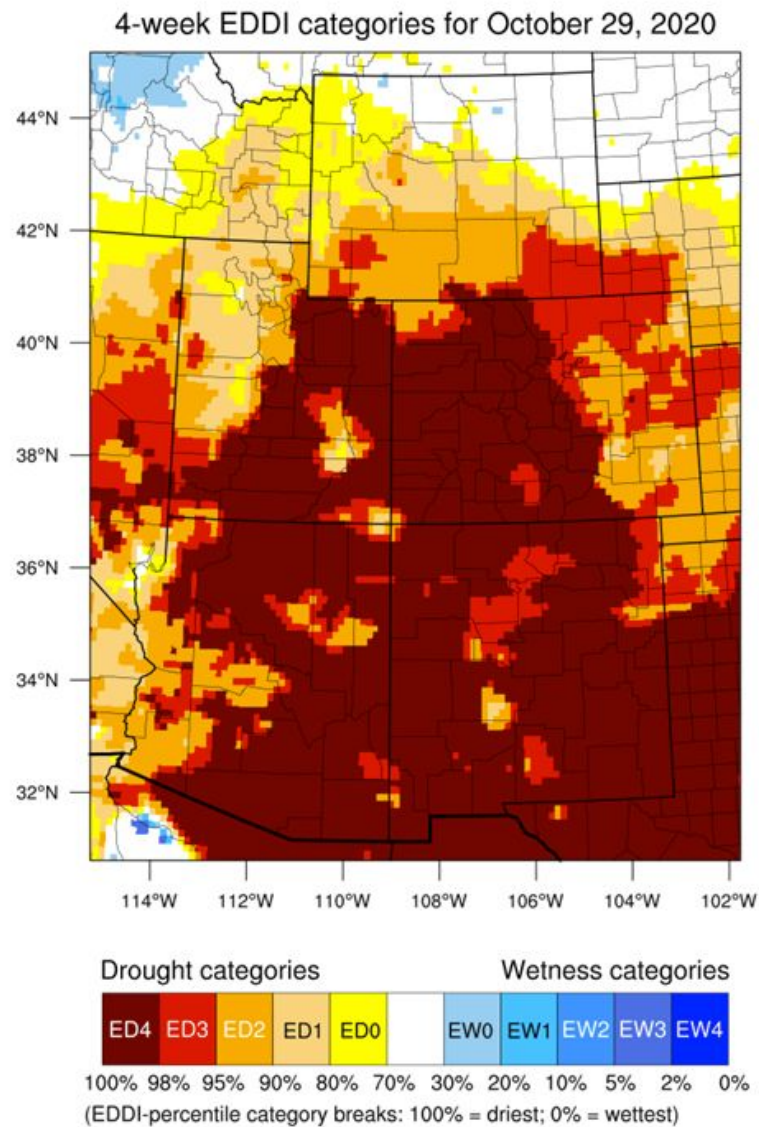 4-week EDDI categories for October 29, 2020
44°N
42°N
40°N
38°N
36°N
34°N
32°N
114°W 112°W 110°W 108°W 106°W 104°W 102°W
Drought categories Wetness categories
ED4 ED3 ED2 ED1 ED0 EW0 EW1 EW2 EW3 EW4
100% 98% 95% 90% 80% 70% 30% 20% 10% 5% 2% 0%
(EDDI-percentile category breaks: 100% = driest; 0% = wettest)